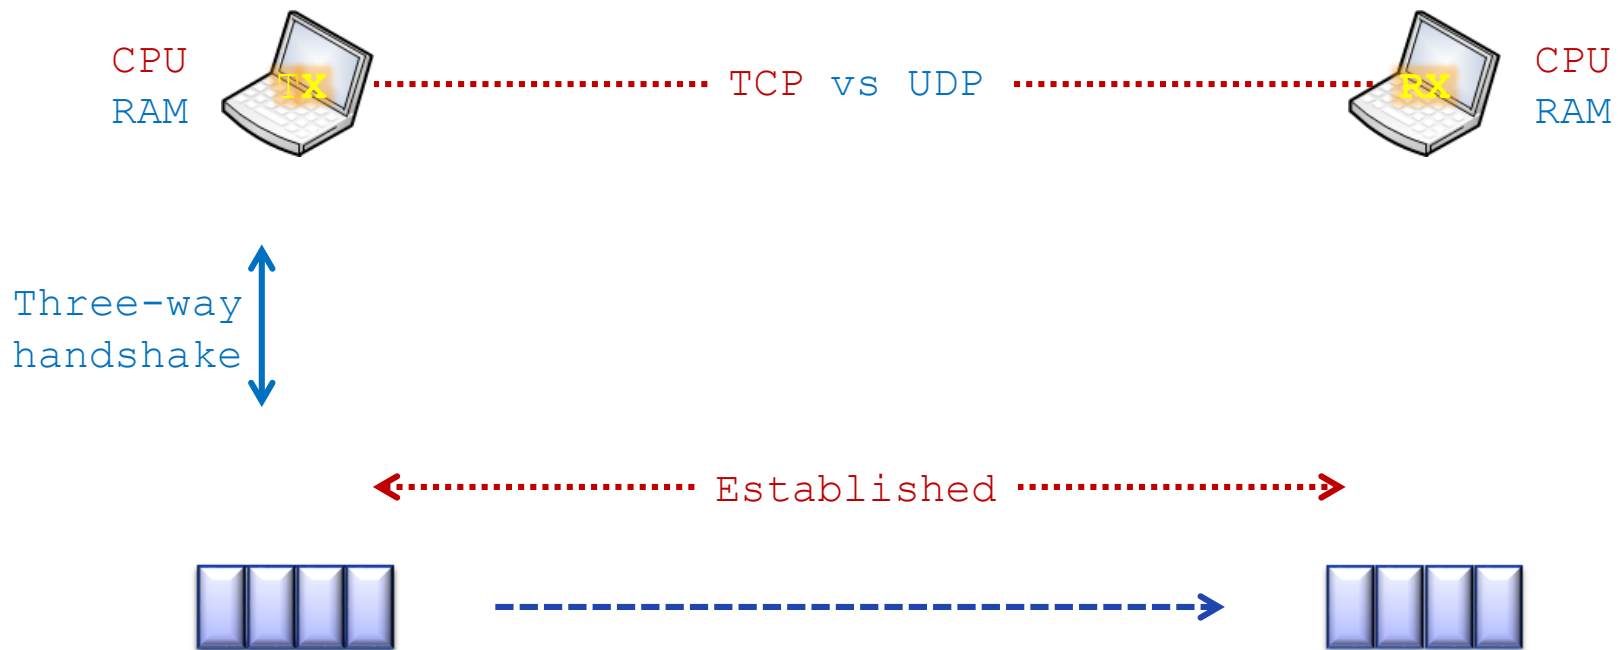 CPU
RAM
TX
TCP vs UDP
RX
CPU
RAM
Three-way
handshake
Established